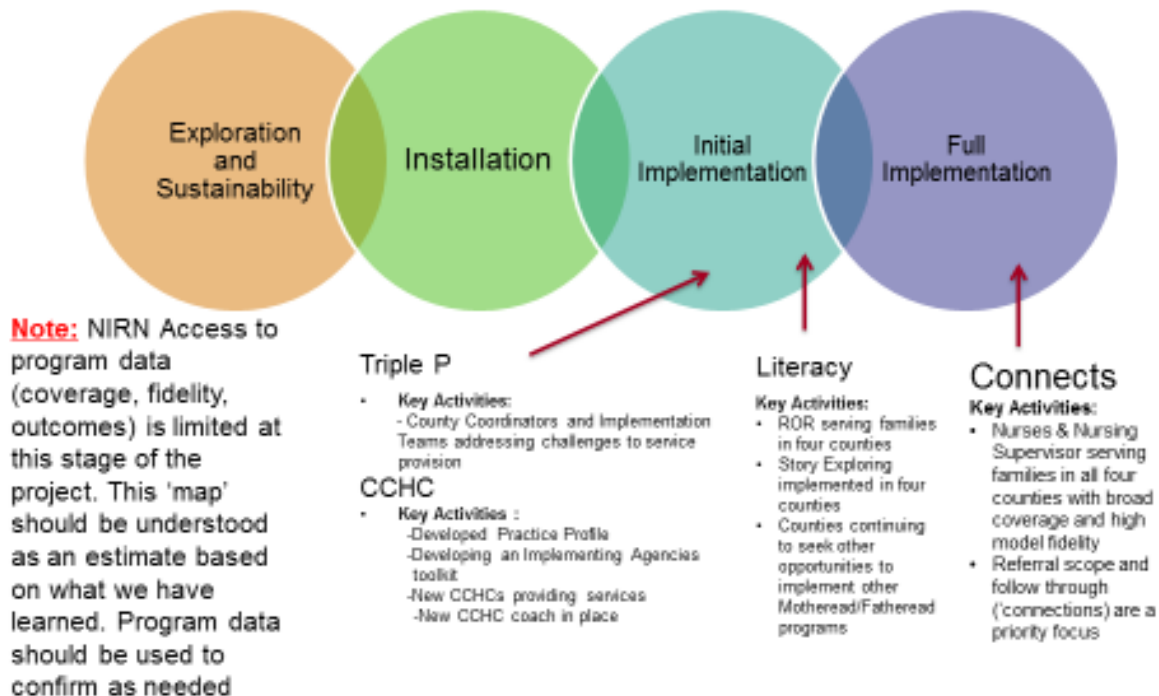 Exploration
and
Sustainability
Installation
Initial
Implementation
Full
Implementation
Note: NIRN Access to
program data
(coverage, fidelity,
outcomes) is limited at
this stage of the
project. This ‘map’
should be understood
as an estimate based
on what we have
learned. Program data
should be used to
confirm as needed
Triple P
• Key Activities:
- County Coordinators and Implementation
Teams addressing challenges to service
provision
CCHC
• Key Activities :
-Developed Practice Profile
-Developing an Implementing Agencies
toolkit
-New CCHCs providing services
-New CCHC coach in place
Literacy
Key Activities:
• ROR serving families
in four counties
• Story Exploring
implemented in four
counties
• Counties continuing
to seek other
opportunities to
implement other
Motheread/Fatheread
programs
Connects
Key Activities:
• Nurses & Nursing
Supervisor serving
families in all four
counties with broad
coverage and high
model fidelity
• Referral scope and
follow through
(‘connections) are a
priority focus